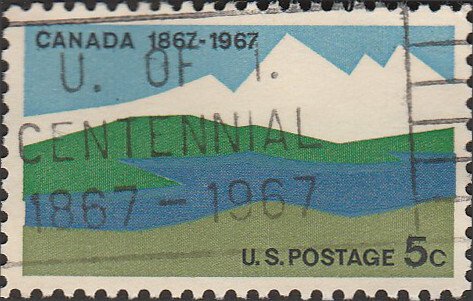 CANADA 1867-1967
U. OF I.
CENTENNIAL
1867-1967
U.S. POSTAGE 5c